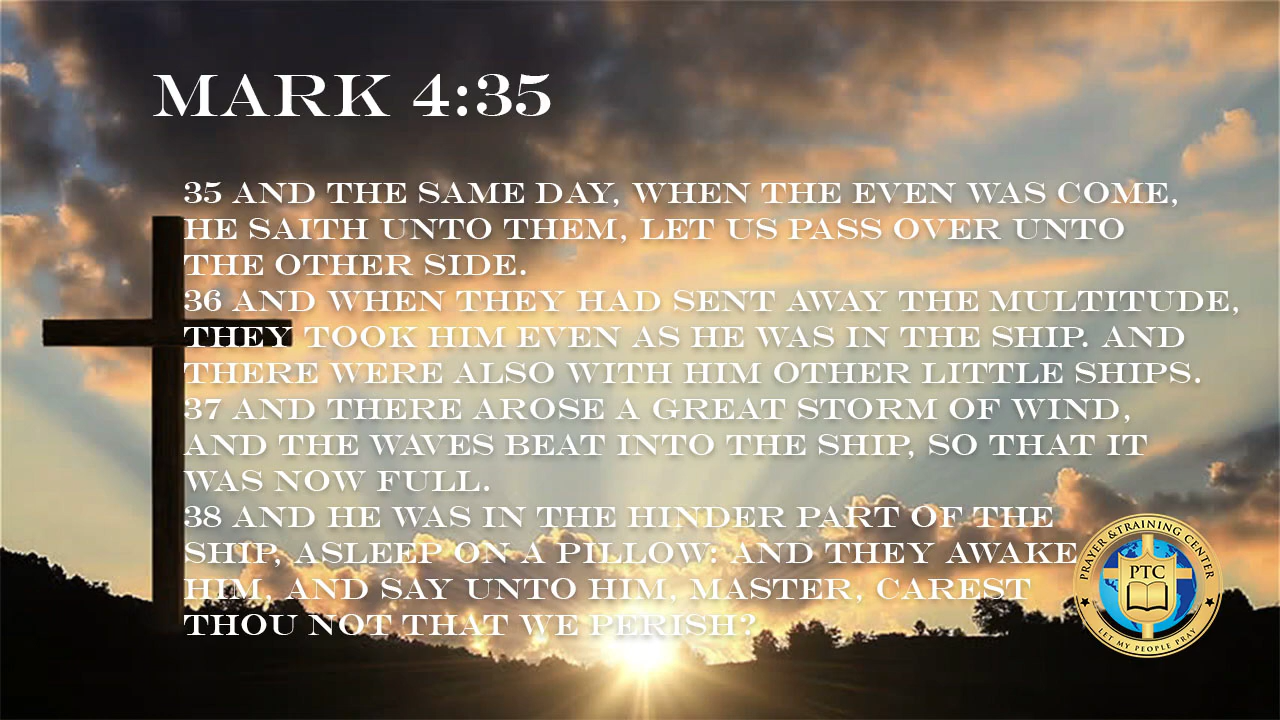 MARK 4:35
35 AND THE SAME DAY, WHEN THE EVEN WAS COME,
HE SAITH UNTO THEM, LET US PASS OVER UNTO
THE OTHER SIDE.
36 AND WHEN THEY HAD SENT AWAY THE MULTITUDE,
THEY TOOK HIM EVEN AS HE WAS IN THE SHIP. AND
THERE WERE ALSO WITH HIM OTHER LITTLE SHIPS.
37 AND THERE AROSE A GREAT STORM OF WIND,
AND THE WAVES BEAT INTO THE SHIP, SO THAT IT
WAS NOW FULL.
38 AND HE WAS IN THE HINDER PART OF THE
SHIP, ASLEEP ON A PILLOW: AND THEY AWAKE
HIM, AND SAY UNTO HIM, MASTER, CAREST
THOU NOT THAT WE PERISH?
PRAYER & TRAINING CENTER
PTC
LET MY PEOPLE PRAY